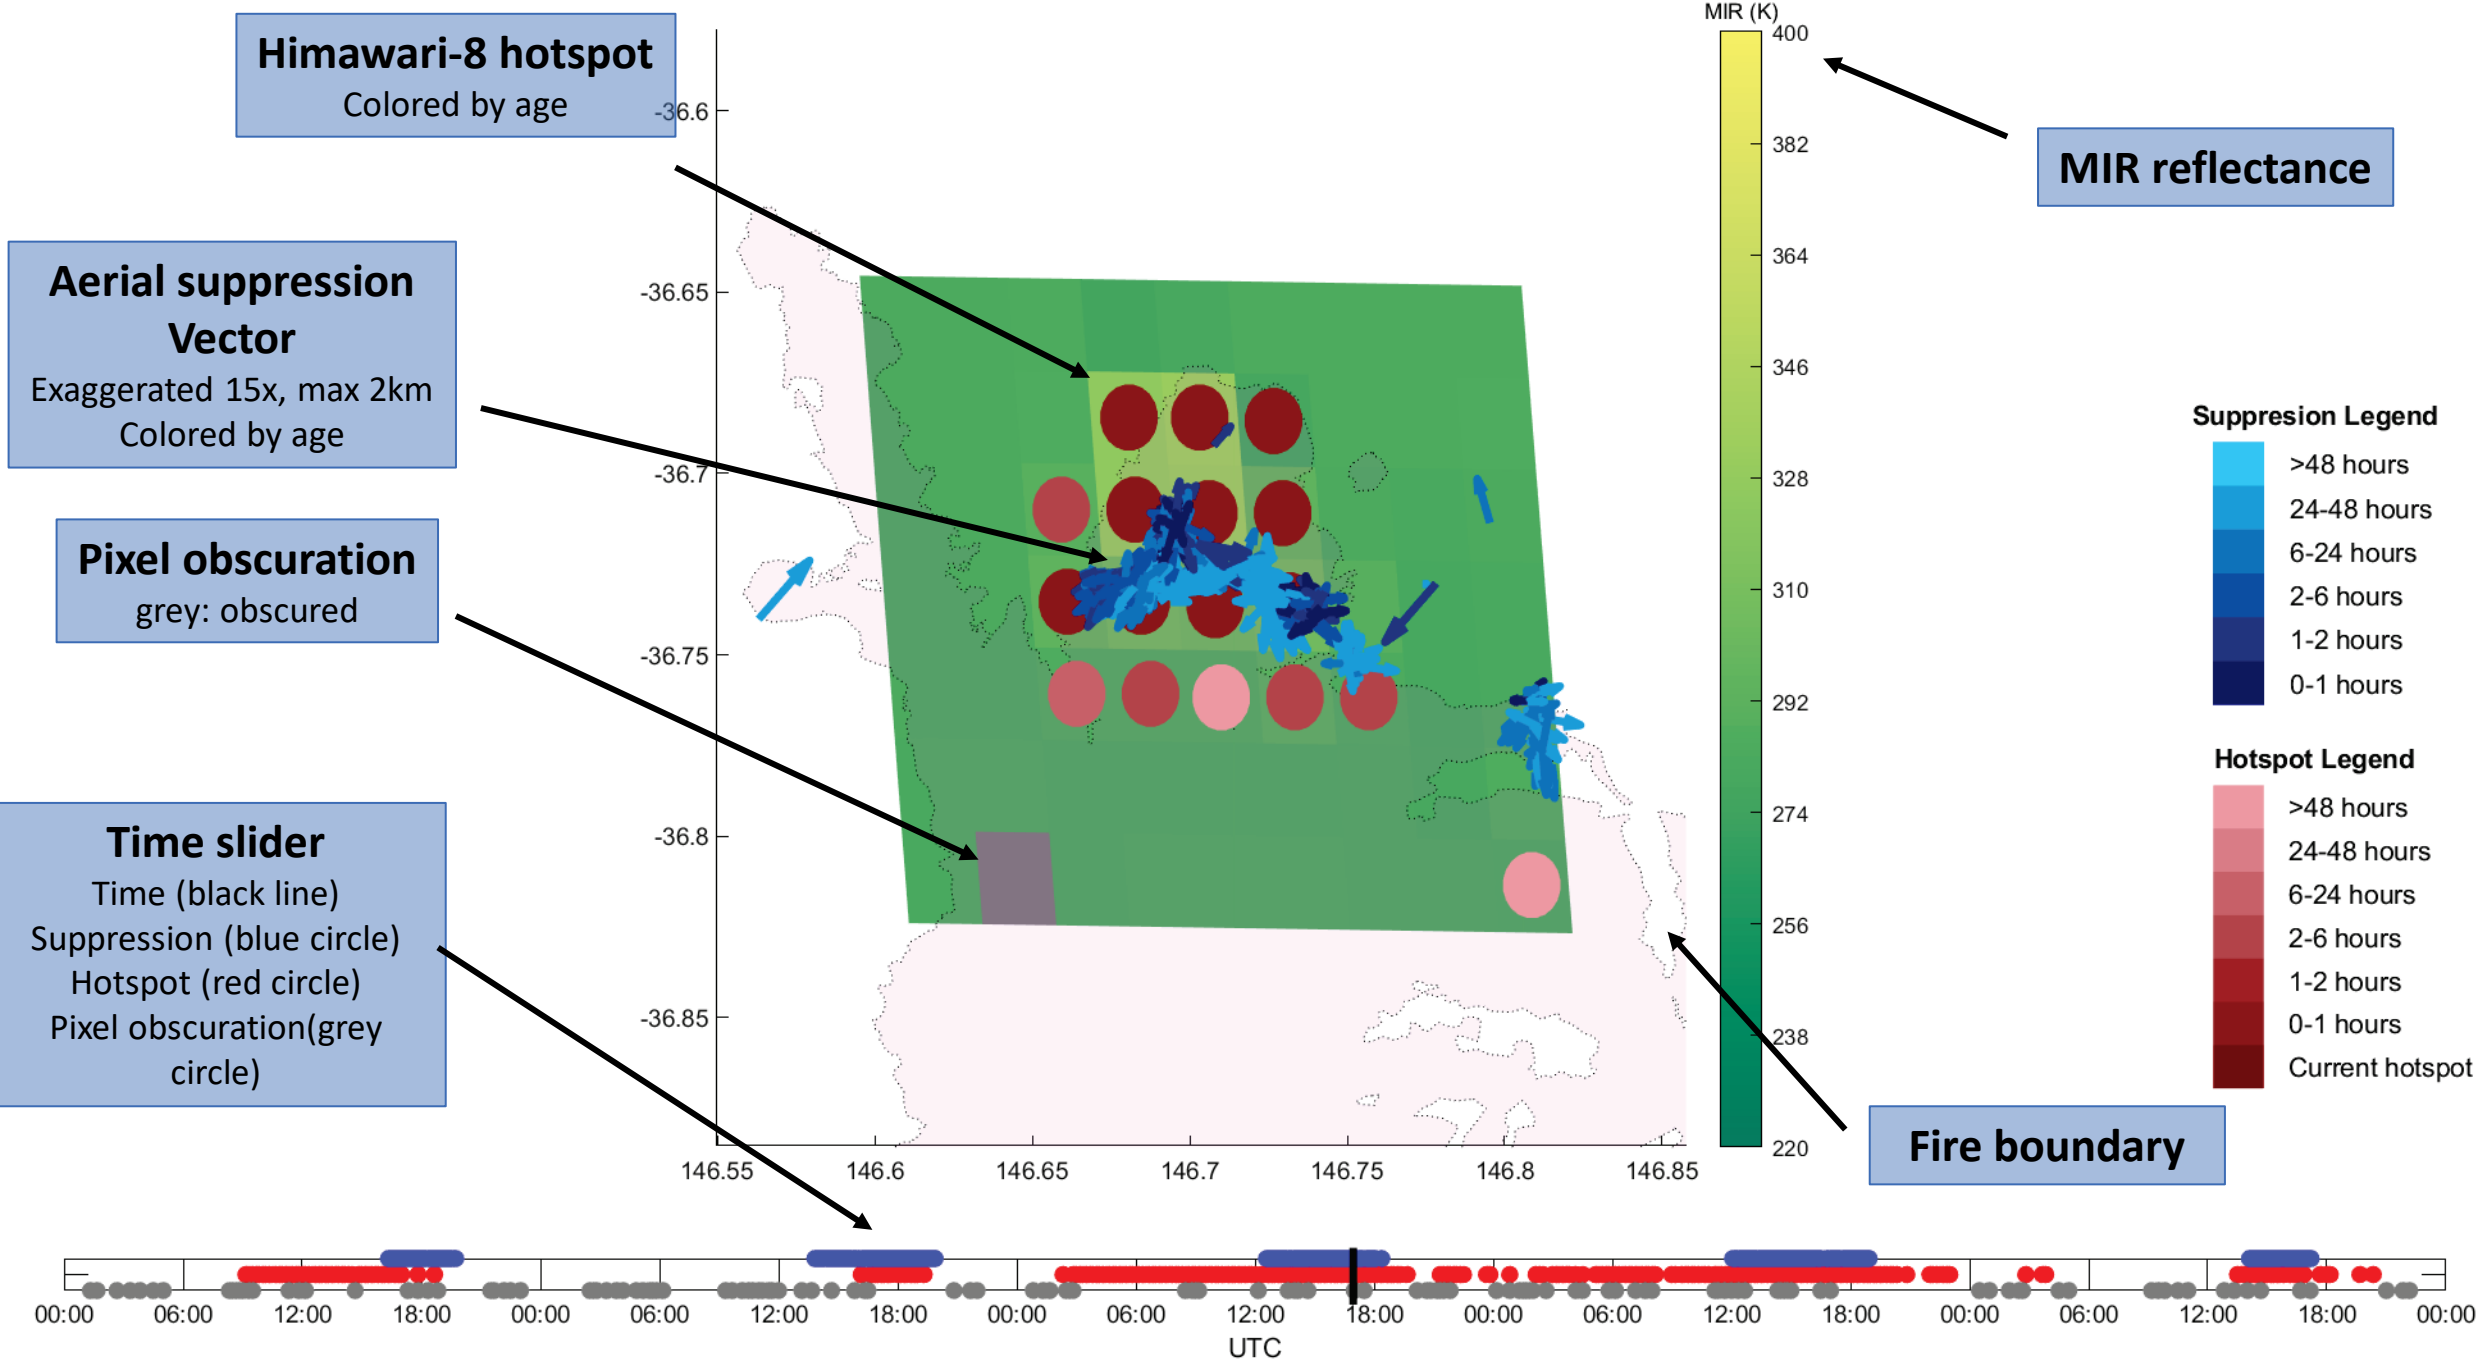 Himawari-8 hotspot
Colored by age
Aerial suppression
Vector
Exaggerated 15x, max 2km
Colored by age
Pixel obscuration
grey: obscured
Time slider
Time (black line)
Suppression (blue circle)
Hotspot (red circle)
Pixel obscuration(grey
circle)
-36.6
-36.65
-36.7
-36.75
-36.8
-36.85
146.55 146.6 146.65 146.7 146.75 146.8 146.85
MIR (K)
400
382
364
346
328
310
292
274
256
238
220
MIR reflectance
Suppresion Legend
>48 hours
24-48 hours
6-24 hours
2-6 hours
1-2 hours
0-1 hours
Hotspot Legend
>48 hours
24-48 hours
6-24 hours
2-6 hours
1-2 hours
0-1 hours
Current hotspot
Fire boundary
00:00 06:00 12:00 18:00 00:00 06:00 12:00 18:00 00:00 06:00 12:00 18:00 00:00 06:00 12:00 18:00 00:00 06:00 12:00 18:00 00:00
UTC